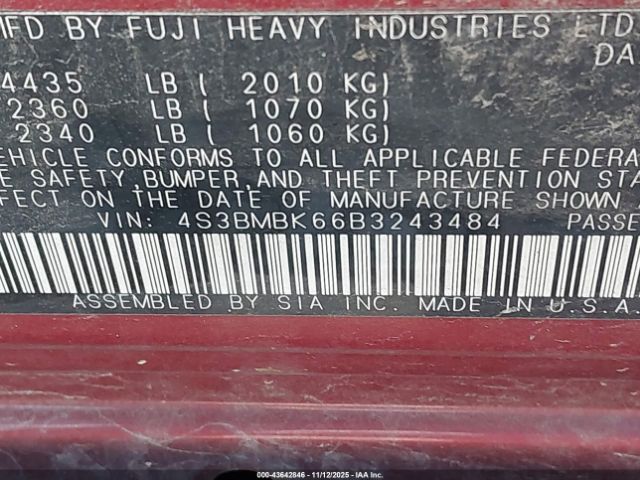 MFD BY FUJI HEAVY INDUSTRIES LTD
DA
4435 LB ( 2010 KG)
2360 LB ( 1070 KG)
2340 LB ( 1060 KG)
EHICLE CONFORMS TO ALL APPLICABLE FEDERA
E SAFETY,BUMPER,AND THEFT PREVENTION STA
FECT ON THE DATE OF MANUFACTURE SHOWN
VIN: 4S3BMBK66B3243484 PASSE
ASSEMBLED BY SIA INC. MADE IN U.S.A.
000-43642846 - 11/12/2025 - IAA